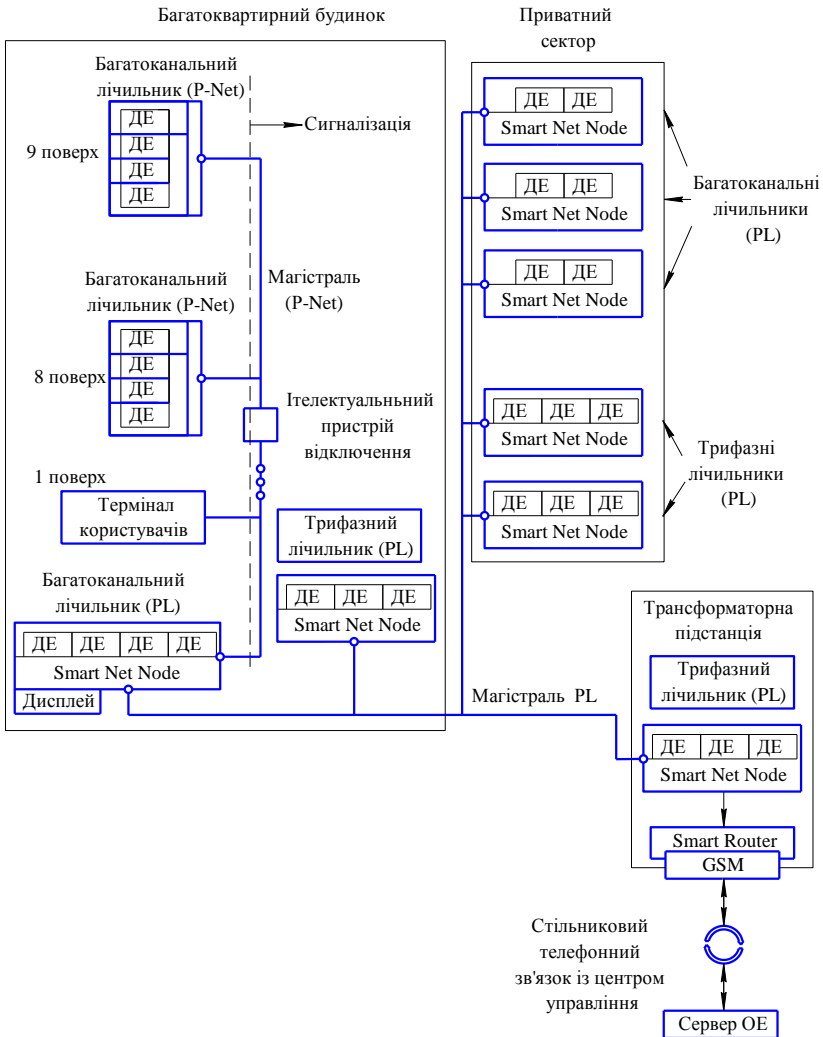 Багатоквартирний будинок
Багатоканальний
лічильник (P-Net)
ДЕ
ДЕ
ДЕ
ДЕ
9 поверх
Сигналізація
Багатоканальний
лічильник (P-Net)
ДЕ
ДЕ
ДЕ
ДЕ
8 поверх
Магістраль
(P-Net)
Ітелектуальньний
пристрій
відключення
1 поверх
Термінал
користувачів
Трифазний
лічильник (PL)
ДЕ ДЕ ДЕ
Smart Net Node
Багатоканальний
лічильник (PL)
ДЕ ДЕ ДЕ ДЕ
Smart Net Node
Дисплей
Приватний
сектор
ДЕ ДЕ
Smart Net Node
ДЕ ДЕ
Smart Net Node
ДЕ ДЕ
Smart Net Node
Багатоканальні
лічильники
(PL)
ДЕ ДЕ ДЕ
Smart Net Node
ДЕ ДЕ ДЕ
Smart Net Node
Трифазні
лічильники
(PL)
Магістраль PL
Трансформаторна
підстанція
Трифазний
лічильник (PL)
ДЕ ДЕ ДЕ
Smart Net Node
Smart Router
GSM
Стільниковий
телефонний
зв'язок із центром
управління
Сервер ОЕ